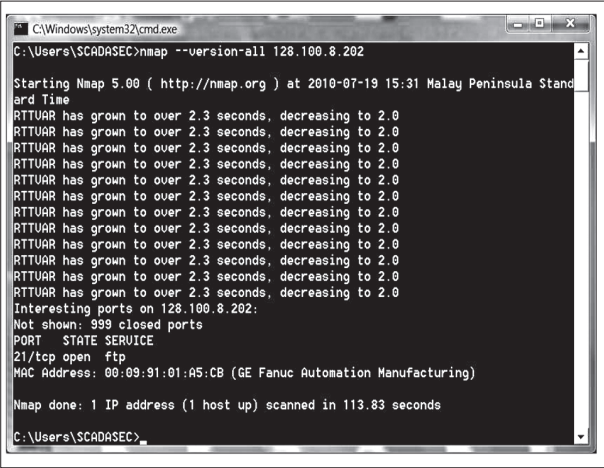 C:\Windows\system32\cmd.exe
C:\Users\SCADASEC>nmap --version-all 128.100.8.202
Starting Nmap 5.00 ( http://nmap.org ) at 2010-07-19 15:31 Malay Peninsula Stand
ard Time
RTTVAR has grown to over 2.3 seconds, decreasing to 2.0
RTTVAR has grown to over 2.3 seconds, decreasing to 2.0
RTTVAR has grown to over 2.3 seconds, decreasing to 2.0
RTTVAR has grown to over 2.3 seconds, decreasing to 2.0
RTTVAR has grown to over 2.3 seconds, decreasing to 2.0
RTTVAR has grown to over 2.3 seconds, decreasing to 2.0
RTTVAR has grown to over 2.3 seconds, decreasing to 2.0
RTTVAR has grown to over 2.3 seconds, decreasing to 2.0
RTTVAR has grown to over 2.3 seconds, decreasing to 2.0
RTTVAR has grown to over 2.3 seconds, decreasing to 2.0
RTTVAR has grown to over 2.3 seconds, decreasing to 2.0
RTTVAR has grown to over 2.3 seconds, decreasing to 2.0
Interesting ports on 128.100.8.202:
Not shown: 999 closed ports
PORT   STATE SERVICE
21/tcp open  ftp
MAC Address: 00:09:91:01:A5:CB (GE Fanuc Automation Manufacturing)
Nmap done: 1 IP address (1 host up) scanned in 113.83 seconds
C:\Users\SCADASEC>_